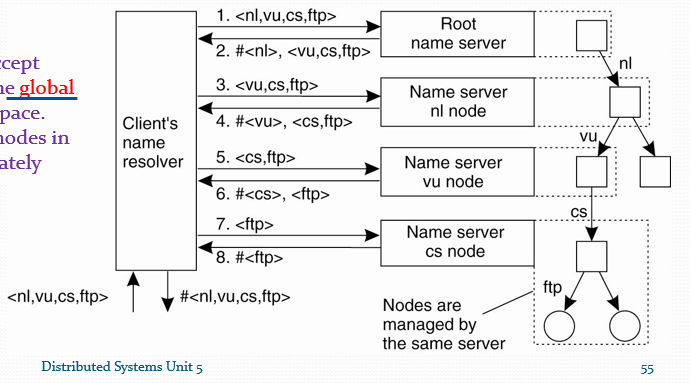 ccept
he global
pace.
nodes in
ately
Client's
name
resolver
1. <nl,vu,cs,ftp>
2. #<nl>, <vu,cs,ftp>
3. <vu,cs,ftp>
4. #<vu>, <cs,ftp>
5. <cs,ftp>
6. #<cs>, <ftp>
7. <ftp>
8. #<ftp>
Root
name server
Name server
nl node
Name server
vu node
Name server
cs node
nl
vu
cs
ftp
<nl,vu,cs,ftp>
#<nl,vu,cs,ftp>
Nodes are
managed by
the same server
Distributed Systems Unit 5
55